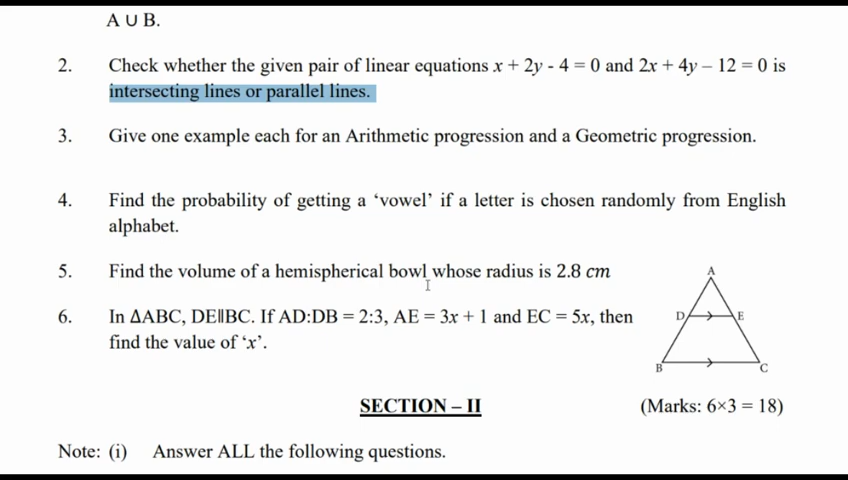 A ∪ B.
2. Check whether the given pair of linear equations x + 2y - 4 = 0 and 2x + 4y – 12 = 0 is
intersecting lines or parallel lines.
3. Give one example each for an Arithmetic progression and a Geometric progression.
4. Find the probability of getting a ‘vowel’ if a letter is chosen randomly from English
alphabet.
5. Find the volume of a hemispherical bowl whose radius is 2.8 cm
6. In ΔABC, DE∥BC. If AD:DB = 2:3, AE = 3x + 1 and EC = 5x, then
find the value of ‘x’.
A
D E
B C
SECTION – II (Marks: 6×3 = 18)
Note: (i) Answer ALL the following questions.